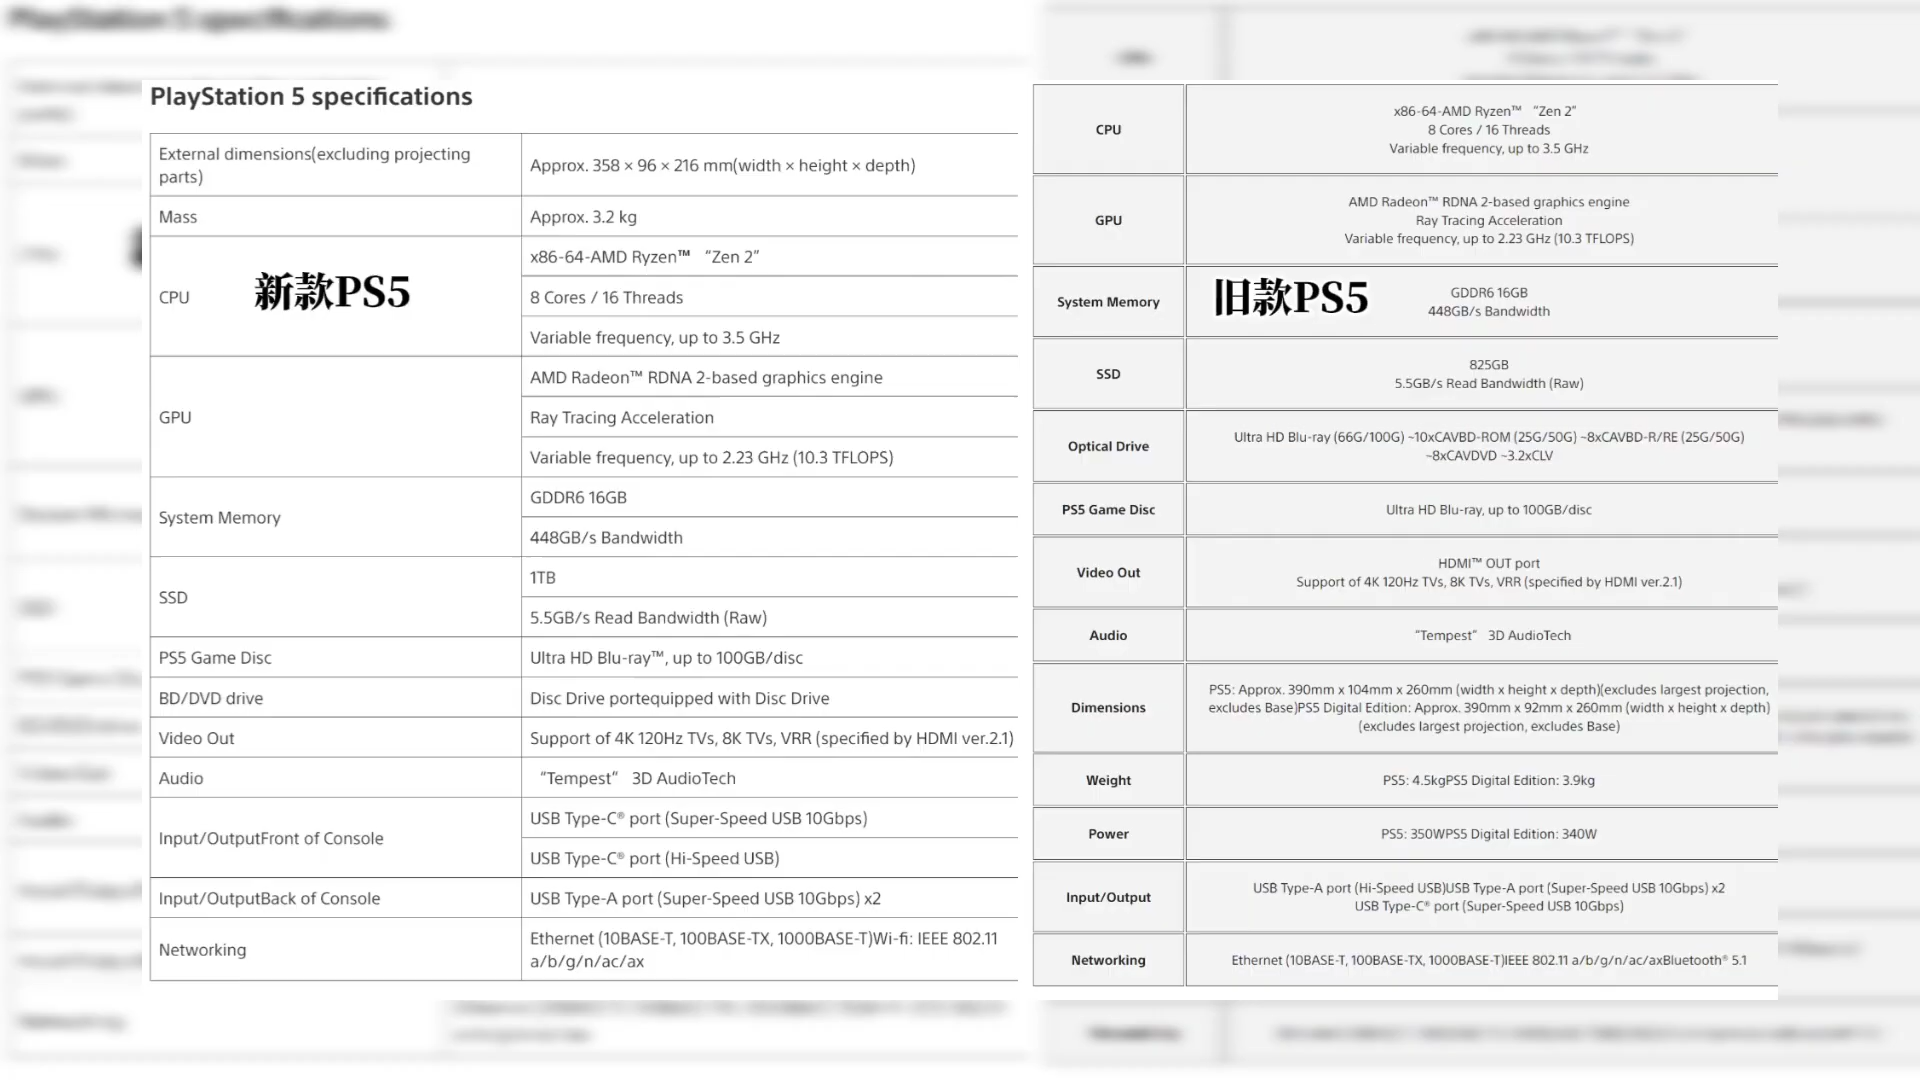 PlayStation 5 specifications
External dimensions(excluding projecting
parts)
Approx. 358 × 96 × 216 mm(width × height × depth)
Mass
Approx. 3.2 kg
CPU
新款PS5
x86-64-AMD Ryzen™ “Zen 2”
8 Cores / 16 Threads
Variable frequency, up to 3.5 GHz
GPU
AMD Radeon™ RDNA 2-based graphics engine
Ray Tracing Acceleration
Variable frequency, up to 2.23 GHz (10.3 TFLOPS)
System Memory
GDDR6 16GB
448GB/s Bandwidth
SSD
1TB
5.5GB/s Read Bandwidth (Raw)
PS5 Game Disc
Ultra HD Blu-ray™, up to 100GB/disc
BD/DVD drive
Disc Drive portequipped with Disc Drive
Video Out
Support of 4K 120Hz TVs, 8K TVs, VRR (specified by HDMI ver.2.1)
Audio
“Tempest” 3D AudioTech
Input/OutputFront of Console
USB Type-C® port (Super-Speed USB 10Gbps)
USB Type-C® port (Hi-Speed USB)
Input/OutputBack of Console
USB Type-A port (Super-Speed USB 10Gbps) x2
Networking
Ethernet (10BASE-T, 100BASE-TX, 1000BASE-T)Wi-fi: IEEE 802.11
a/b/g/n/ac/ax
CPU
x86-64-AMD Ryzen™ “Zen 2”
8 Cores / 16 Threads
Variable frequency, up to 3.5 GHz
GPU
AMD Radeon™ RDNA 2-based graphics engine
Ray Tracing Acceleration
Variable frequency, up to 2.23 GHz (10.3 TFLOPS)
System Memory
旧款PS5
GDDR6 16GB
448GB/s Bandwidth
SSD
825GB
5.5GB/s Read Bandwidth (Raw)
Optical Drive
Ultra HD Blu-ray (66G/100G) ~10xCAVBD-ROM (25G/50G) ~8xCAVBD-R/RE (25G/50G)
~8xCAVDVD ~3.2xCLV
PS5 Game Disc
Ultra HD Blu-ray, up to 100GB/disc
Video Out
HDMI™ OUT port
Support of 4K 120Hz TVs, 8K TVs, VRR (specified by HDMI ver.2.1)
Audio
“Tempest” 3D AudioTech
Dimensions
PS5: Approx. 390mm x 104mm x 260mm (width x height x depth)(excludes largest projection,
excludes Base)PS5 Digital Edition: Approx. 390mm x 92mm x 260mm (width x height x depth)
(excludes largest projection, excludes Base)
Weight
PS5: 4.5kgPS5 Digital Edition: 3.9kg
Power
PS5: 350WPS5 Digital Edition: 340W
Input/Output
USB Type-A port (Hi-Speed USB)USB Type-A port (Super-Speed USB 10Gbps) x2
USB Type-C® port (Super-Speed USB 10Gbps)
Networking
Ethernet (10BASE-T, 100BASE-TX, 1000BASE-T)IEEE 802.11 a/b/g/n/ac/axBluetooth® 5.1